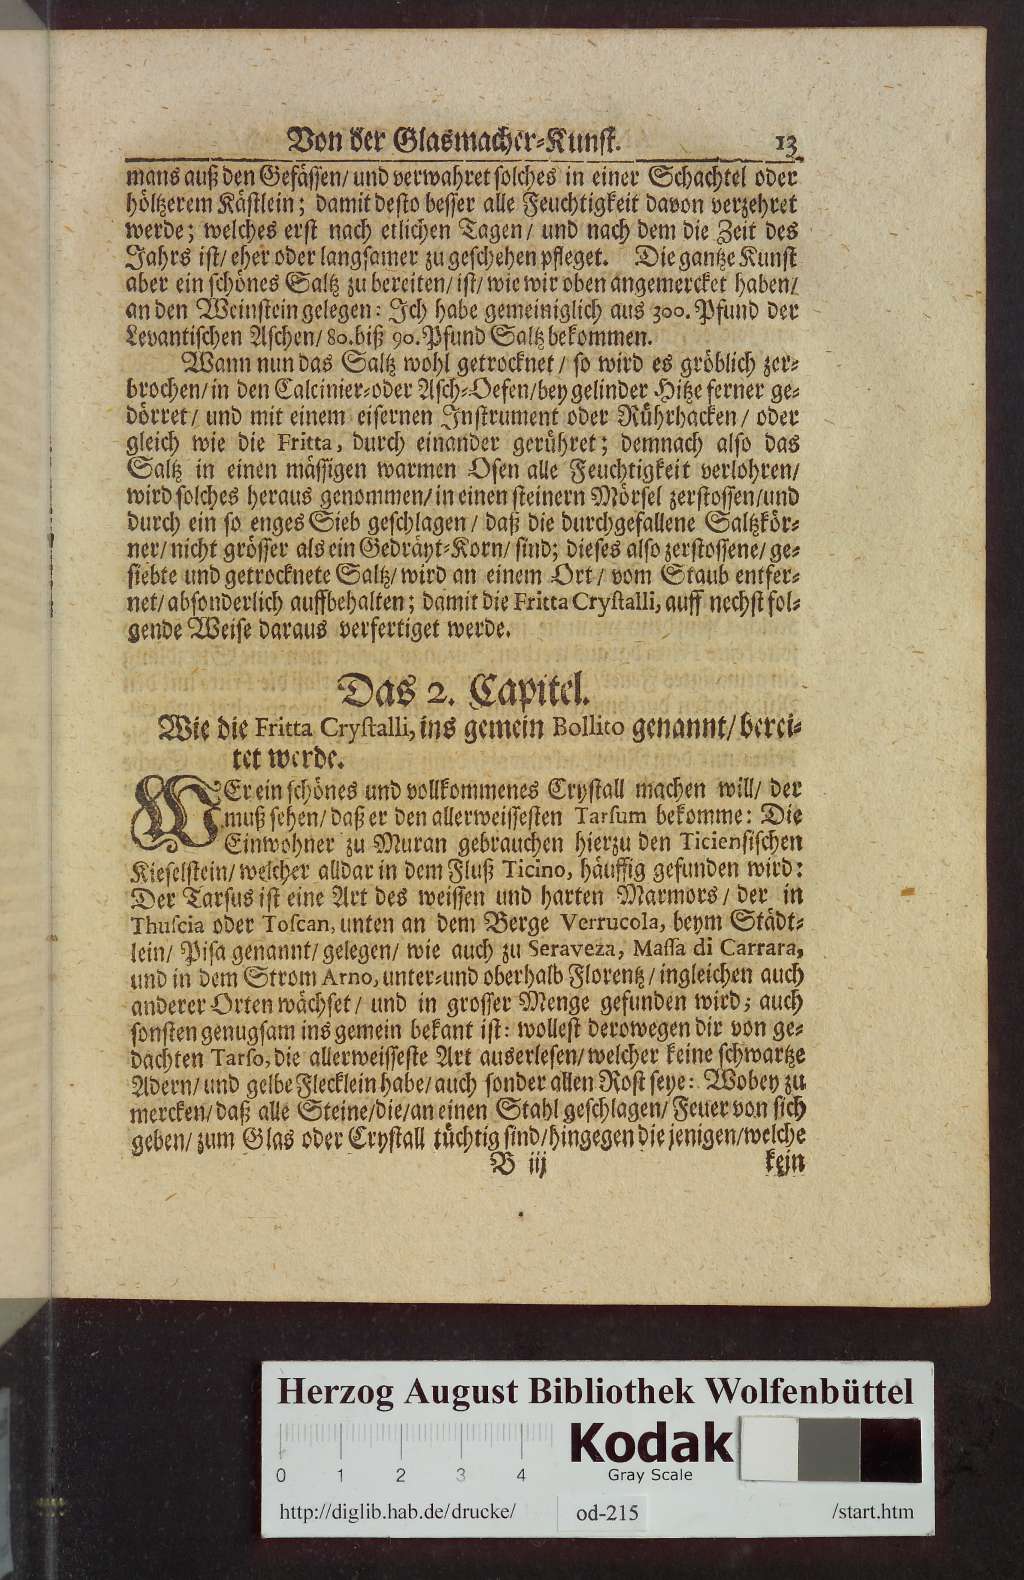 Von der Glasmacher-Kunst. 13
mans auß den Gefässen/ und verwahret solches in einer Schachtel oder
höltzerem Kästlein; damit desto besser alle Feuchtigkeit davon verzehret
werde; welches erst nach etlichen Tagen/ und nach dem die Zeit des
Jahrs ist/ eher oder langsamer zu geschehen pfleget. Die gantze Kunst
aber ein schönes Saltz zu bereiten/ ist/ wie wir oben angemercket haben/
an den Weinstein gelegen: Ich habe gemeiniglich aus 300. Pfund der
Levantischen Aschen/ 80. biß 90. Pfund Saltz bekommen.
Wann nun das Saltz wohl getrocknet/ so wird es gröblich zer-
brochen/ in den Calcinier-oder Asch-Oefen/ bey gelinder Hitze ferner ge-
dörret/ und mit einem eisernen Instrument oder Rührhacken/ oder
gleich wie die Fritta, durch einander gerühret; demnach also das
Saltz in einen mässigen warmen Ofen alle Feuchtigkeit verlohren/
wird solches heraus genommen/ in einen steinern Mörsel zerstossen/und
durch ein so enges Sieb geschlagen/ daß die durchgefallene Saltzkör-
ner/ nicht grösser als ein Gedräyt-Korn/ sind; dieses also zerstossene/ ge-
siebte und getrocknete Saltz/ wird an einem Ort/ vom Staub entfer-
net/ absonderlich auffbehalten; damit die Fritta Crystalli, auff nechst fol-
gende Weise daraus verfertiget werde.
Das 2. Capitel.
Wie die Fritta Crystalli, ins gemein Bollito genannt/ berei-
tet werde.
WEr ein schönes und vollkommenes Crystall machen will/ der
muß sehen/ daß er den allerweissesten Tarsum bekomme: Die
Einwohner zu Muran gebrauchen hierzu den Ticiensischen
Kieselstein/ welcher alldar in dem Fluß Ticino, häuffig gefunden wird:
Der Tarsus ist eine Art des weissen und harten Marmors/ der in
Thuscia oder Toscan, unten an dem Berge Verrucola, beym Städt-
lein/ Pisa genannt/ gelegen/ wie auch zu Seraveza, Massa di Carrara,
und in dem Strom Arno, unter-und oberhalb Florentz/ ingleichen auch
anderer Orten wächset/ und in grosser Menge gefunden wird; auch
sonsten genugsam ins gemein bekant ist: wollest derowegen dir von ge-
dachten Tarso, die allerweisseste Art auserlesen/ welcher keine schwartze
Adern/ und gelbe Flecklein habe/ auch sonder allen Rost seye: Wobey zu
mercken/ daß alle Steine/die/an einen Stahl geschlagen/ Feuer von sich
geben/ zum Glas oder Crystall tüchtig sind/hingegen die jenigen/welche
B iij kein
Herzog August Bibliothek Wolfenbüttel
Kodak
0 1 2 3 4 Gray Scale
http://diglib.hab.de/drucke/ od-215 /start.htm